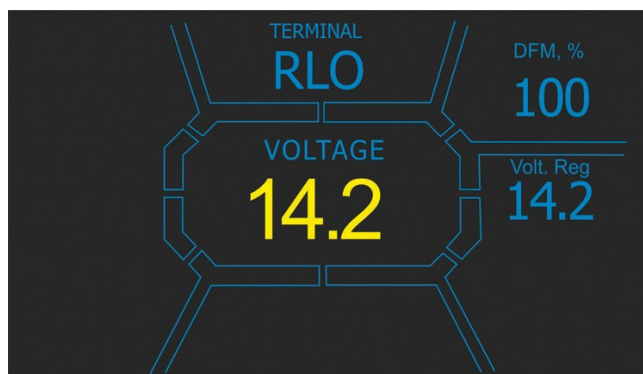 TERMINAL
RLO
DFM, %
100
VOLTAGE
14.2
Volt. Reg
14.2